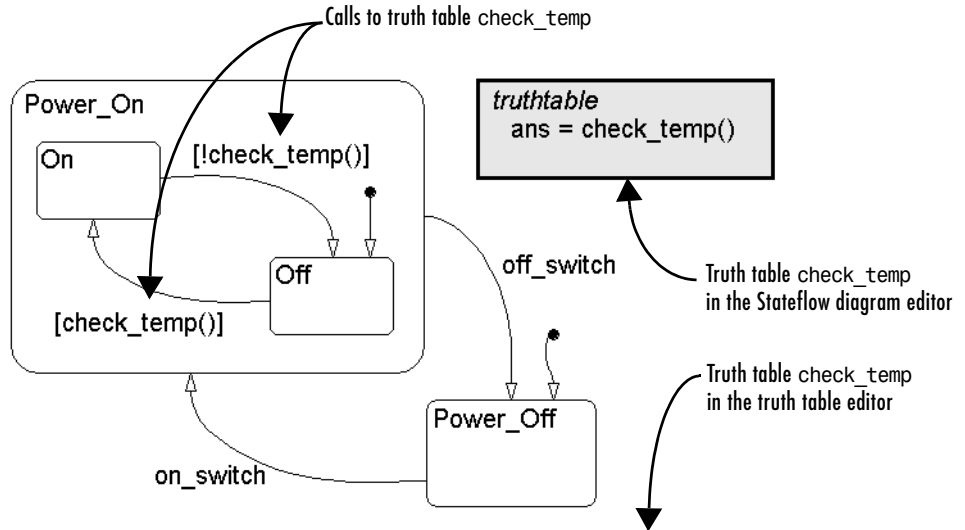 Calls to truth table check_temp
Power_On
On
[!check_temp()]
Off
[check_temp()]
truthtable
ans = check_temp()
off_switch
Truth table check_temp
in the Stateflow diagram editor
Truth table check_temp
in the truth table editor
Power_Off
on_switch